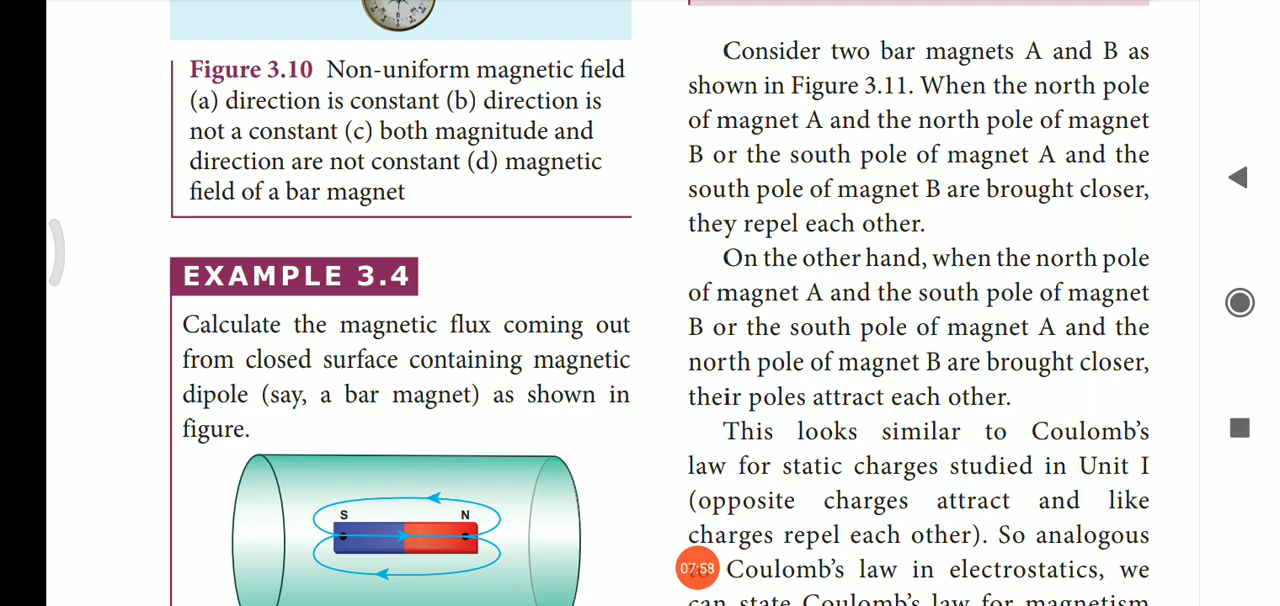 Figure 3.10 Non-uniform magnetic field
(a) direction is constant (b) direction is
not a constant (c) both magnitude and
direction are not constant (d) magnetic
field of a bar magnet
EXAMPLE 3.4
Calculate the magnetic flux coming out
from closed surface containing magnetic
dipole (say, a bar magnet) as shown in
figure.
S N
Consider two bar magnets A and B as
shown in Figure 3.11. When the north pole
of magnet A and the north pole of magnet
B or the south pole of magnet A and the
south pole of magnet B are brought closer,
they repel each other.
On the other hand, when the north pole
of magnet A and the south pole of magnet
B or the south pole of magnet A and the
north pole of magnet B are brought closer,
their poles attract each other.
This looks similar to Coulomb's
law for static charges studied in Unit I
(opposite charges attract and like
charges repel each other). So analogous
07:58 Coulomb's law in electrostatics, we
can state Coulomb's law for magnetism